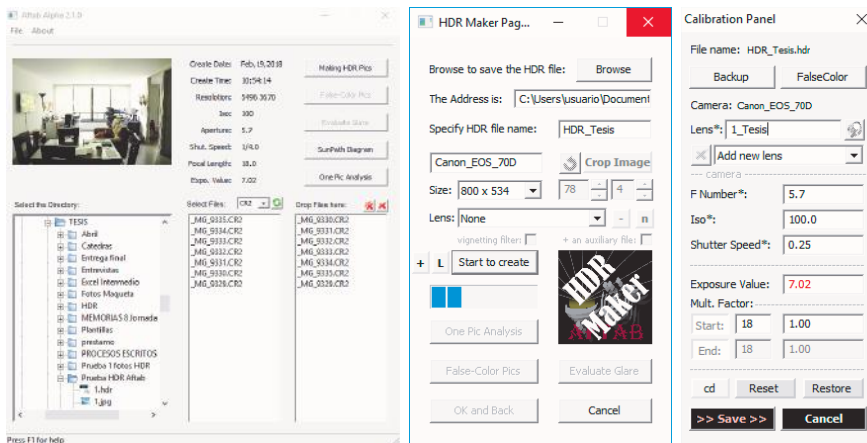 Aftab Alpha 2.1.0
File About
Create Date: Feb,19,2018
Create Time: 10:54:14
Resolution: 5496 3670
Iso: 100
Aperture: 5.7
Shut. Speed: 1/4.0
Focal Length: 18.0
Expo. Value: 7.02
Making HDR Pics
False-Color Pics
Evaluate Glare
SunPath Diagram
One Pic Analysis
Select the Directory:
TESIS
Abril
Catedras
Entrega final
Entrevistas
Excel Intermedio
Fotos Maqueta
HDR
MEMORIAS 8 Jornada
Plantillas
prestamo
PROCESOS ESCRITOS
Prueba 1 fotos HDR
Prueba HDR Aftab
1.hdr
1.jpg
Select Files: CR2
_MG_9335.CR2
_MG_9334.CR2
_MG_9333.CR2
_MG_9332.CR2
_MG_9331.CR2
_MG_9330.CR2
_MG_9329.CR2
Drop Files here:
_MG_9330.CR2
_MG_9331.CR2
_MG_9332.CR2
_MG_9333.CR2
_MG_9334.CR2
_MG_9335.CR2
_MG_9329.CR2
Press F1 for help
HDR Maker Pag...
Browse to save the HDR file: Browse
The Address is: C:\Users\usuario\Document
Specify HDR file name: HDR_Tesis
Canon_EOS_70D Crop Image
Size: 800 x 534 78 4
Lens: None - n
vignetting filter: + an auxiliary file:
+ L Start to create
HDR
Maker
AFTAB
One Pic Analysis
False-Color Pics Evaluate Glare
OK and Back Cancel
Calibration Panel
File name: HDR_Tesis.hdr
Backup FalseColor
Camera: Canon_EOS_70D
Lens*: 1_Tesis
Add new lens
camera
F Number*: 5.7
Iso*: 100.0
Shutter Speed*: 0.25
Exposure Value: 7.02
Mult. Factor:
Start: 18 1.00
End: 18 1.00
cd Reset Restore
>> Save >> Cancel